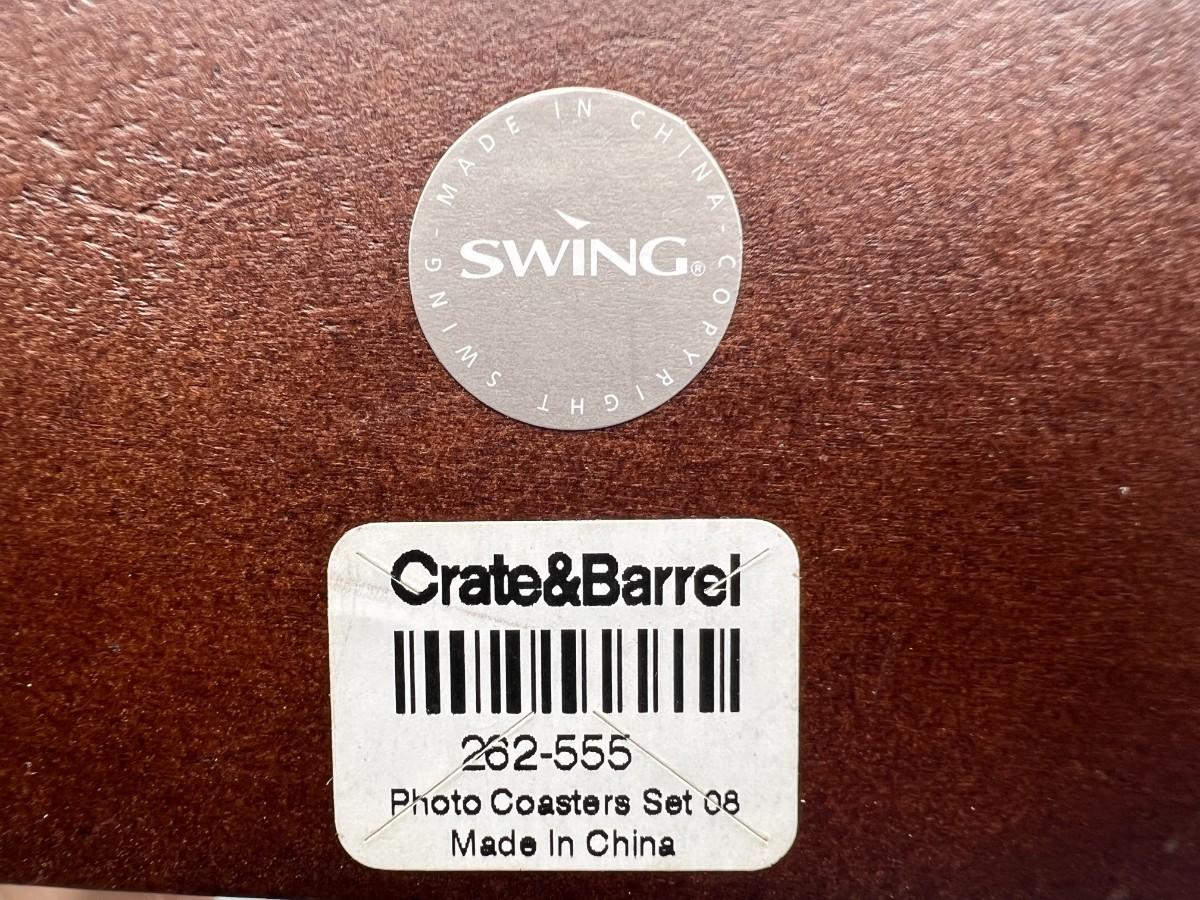 MADE IN CHINA - COPYRIGHT SWING -
SWING®
Crate&Barrel
262-555
Photo Coasters Set 08
Made In China